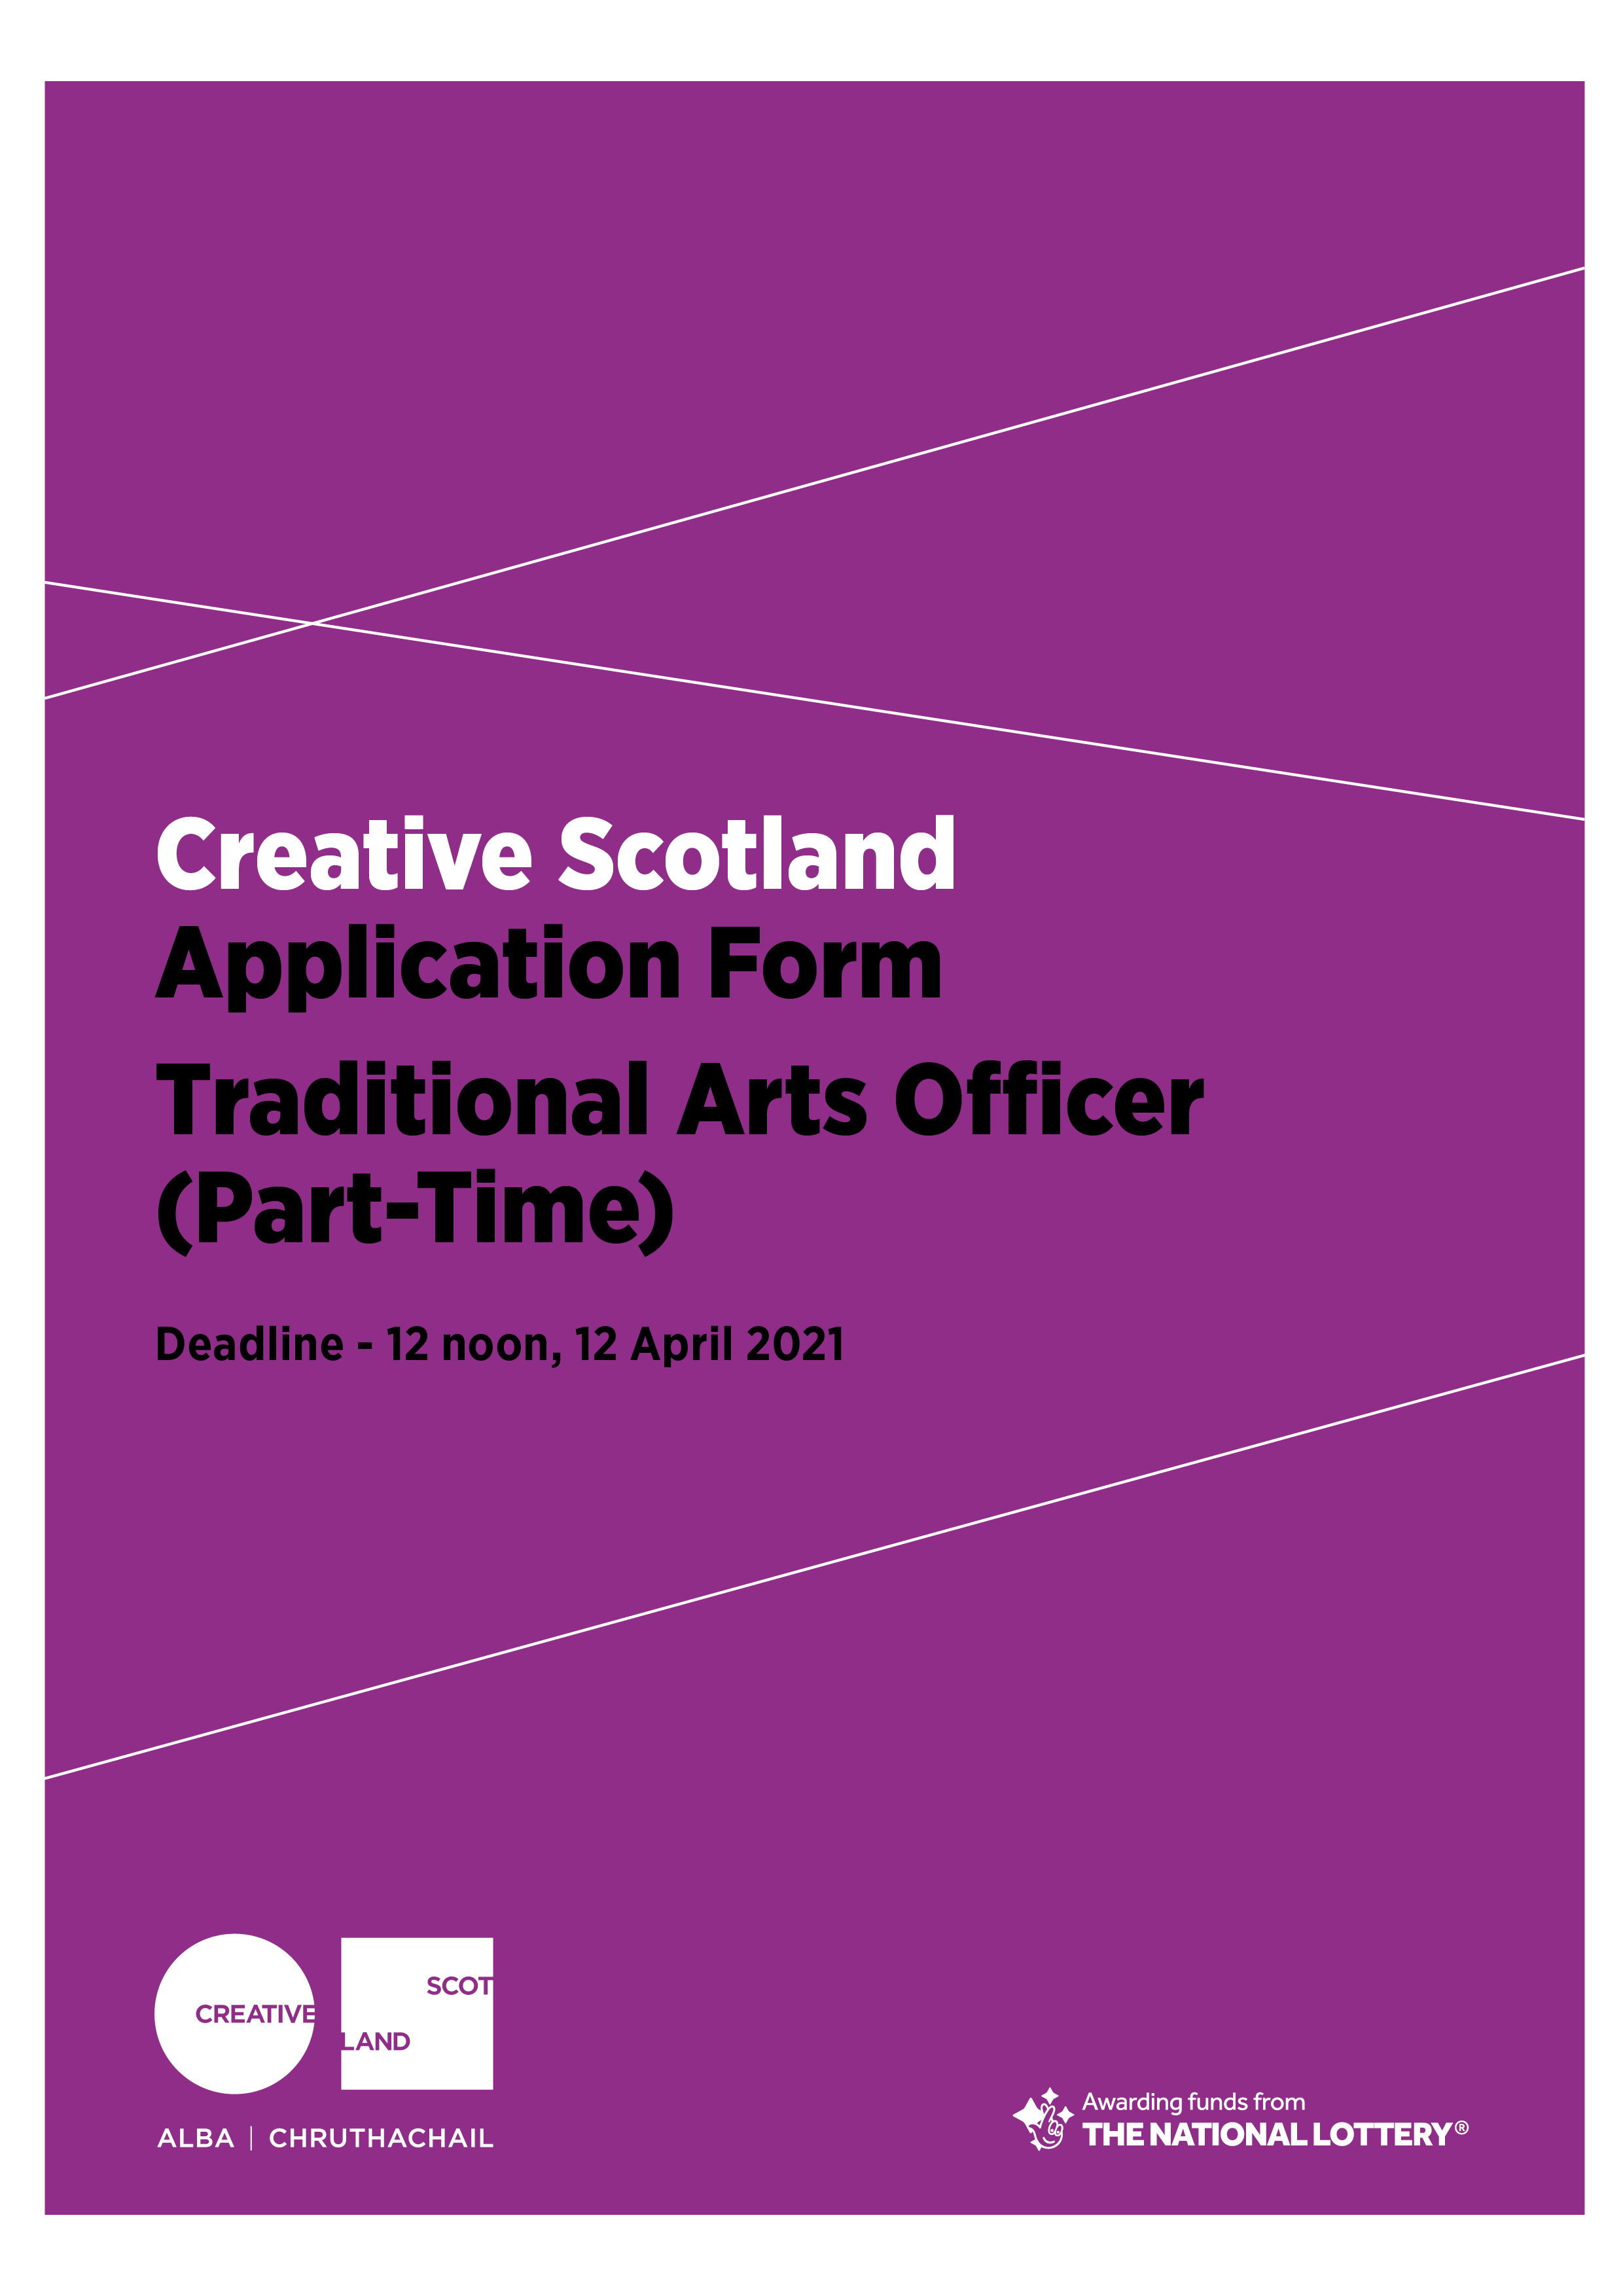 Creative Scotland
Application Form
Traditional Arts Officer
(Part-Time)
Deadline - 12 noon, 12 April 2021
CREATIVE
SCOT
LAND
ALBA | CHRUTHACHAIL
Awarding funds from
THE NATIONAL LOTTERY®